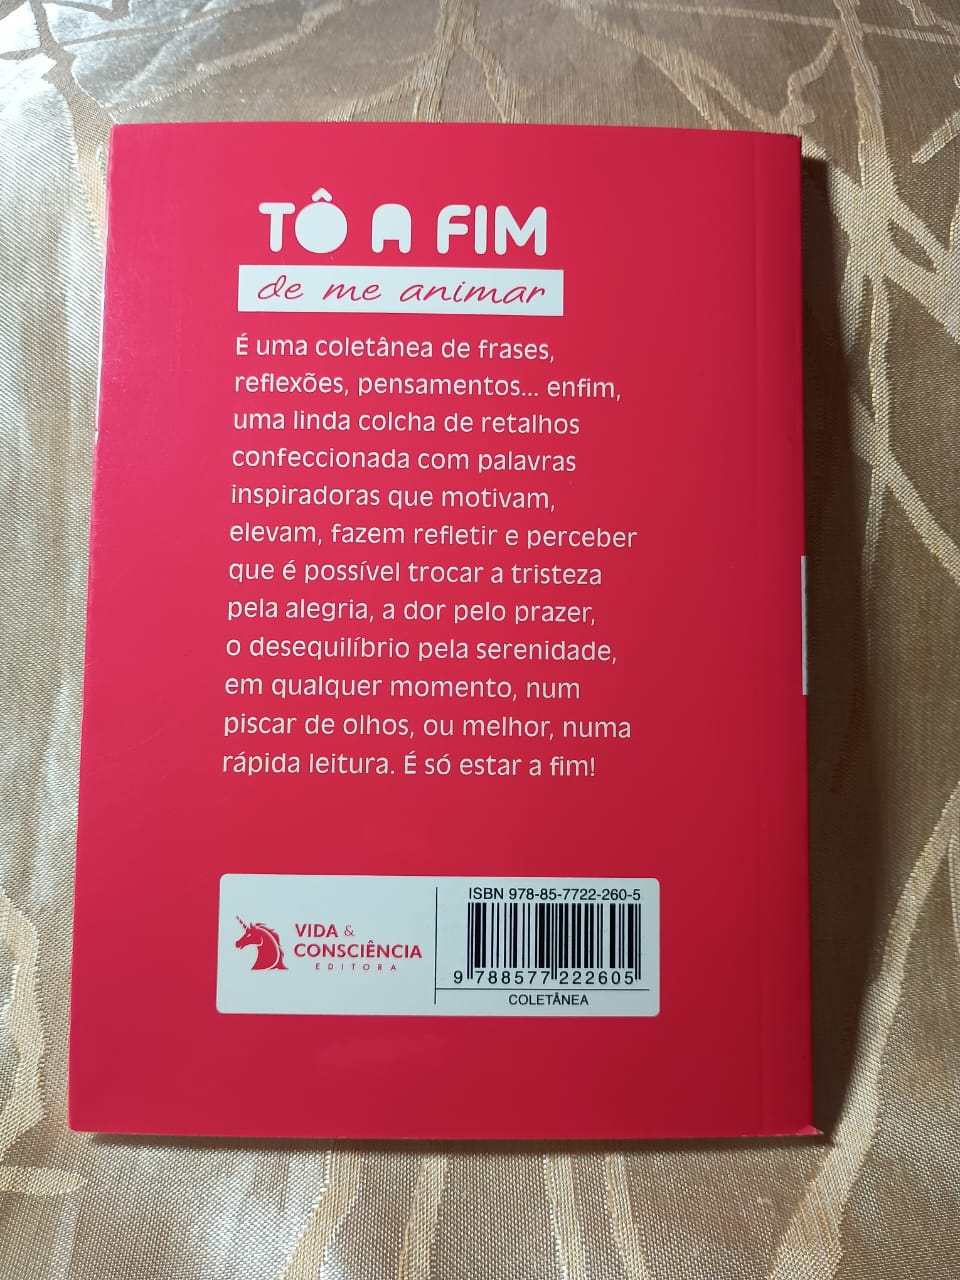 TÔ A FIM
de me animar
É uma coletânea de frases,
reflexões, pensamentos... enfim,
uma linda colcha de retalhos
confeccionada com palavras
inspiradoras que motivam,
elevam, fazem refletir e perceber
que é possível trocar a tristeza
pela alegria, a dor pelo prazer,
o desequilíbrio pela serenidade,
em qualquer momento, num
piscar de olhos, ou melhor, numa
rápida leitura. É só estar a fim!
VIDA &
CONSCIÊNCIA
EDITORA
ISBN 978-85-7722-260-5
9 788577 222605
COLETÂNEA